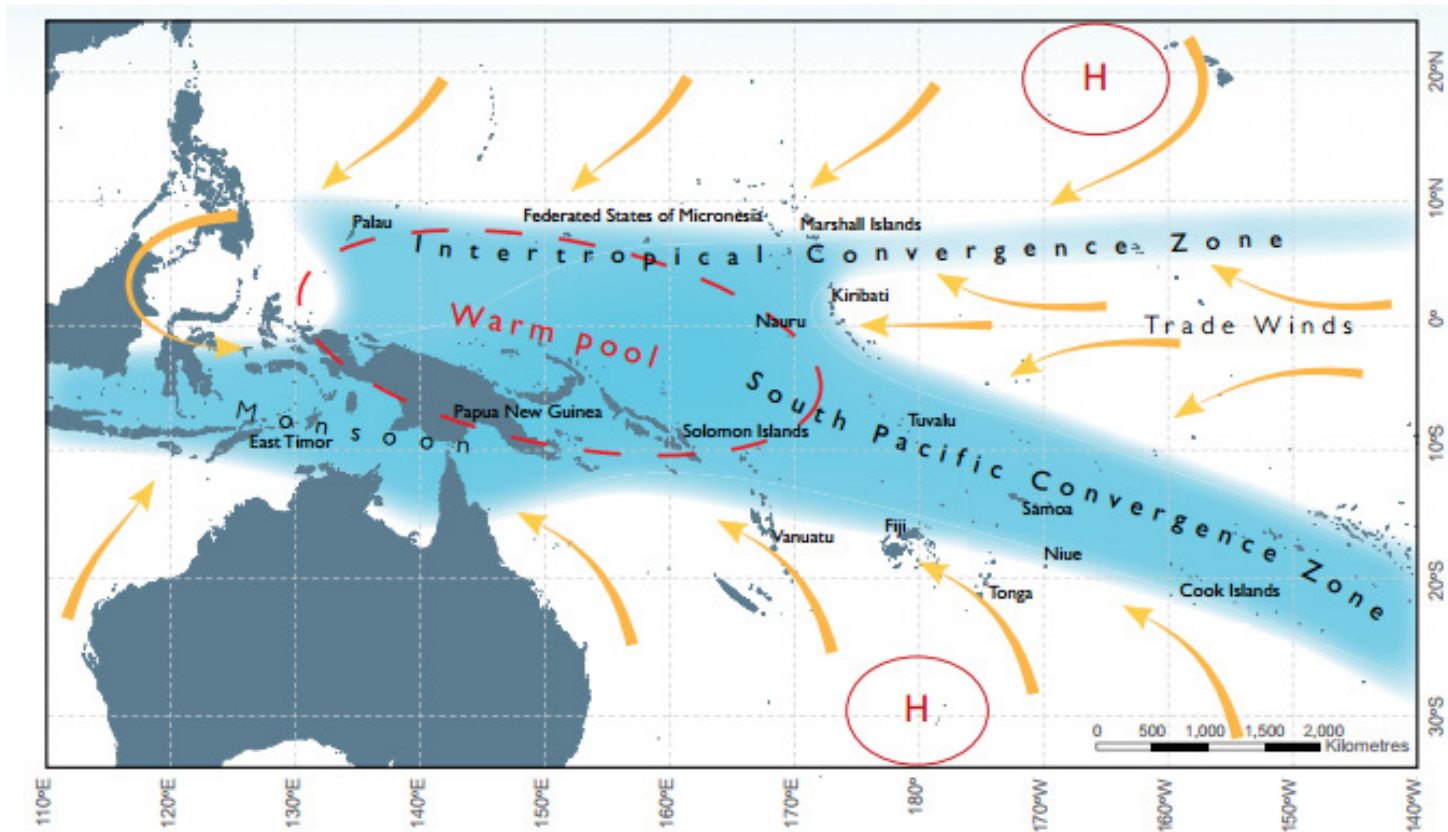 H
20°N
10°N
Palau
Federated States of Micronesia
Marshall Islands
Intertropical Convergence Zone
Kiribati
Warm pool
Nauru
0°
Trade Winds
Monsoon
Papua New Guinea
East Timor
Solomon Islands
South Pacific Convergence Zone
Tuvalu
10°S
Samoa
Vanuatu
Fiji
Niue
Tonga
Cook Islands
20°S
H
30°S
0 500 1,000 1,500 2,000
Kilometres
110°E 120°E 130°E 140°E 150°E 160°E 170°E 180° 170°W 160°W 150°W 140°W